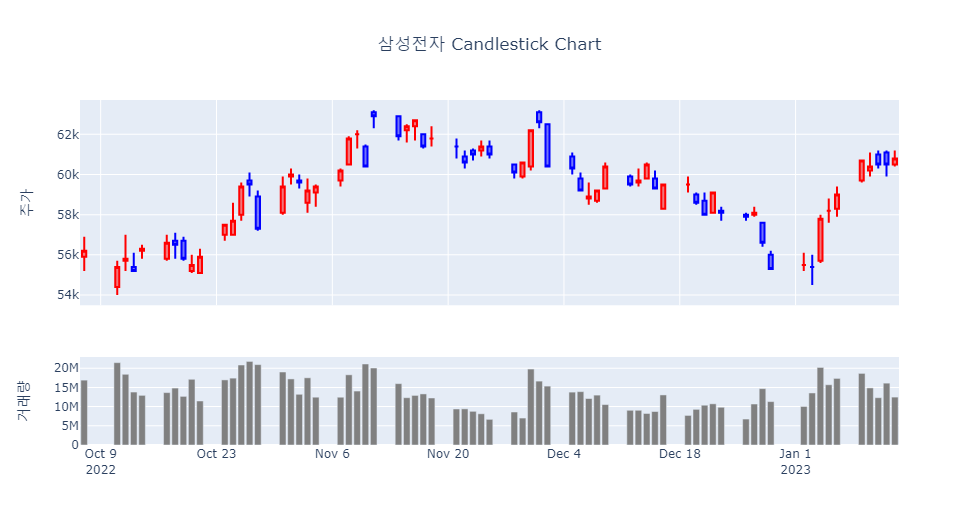 삼성전자 Candlestick Chart
주가
62k
60k
58k
56k
54k
거래량
20M
15M
10M
5M
0
Oct 9
2022
Oct 23
Nov 6
Nov 20
Dec 4
Dec 18
Jan 1
2023